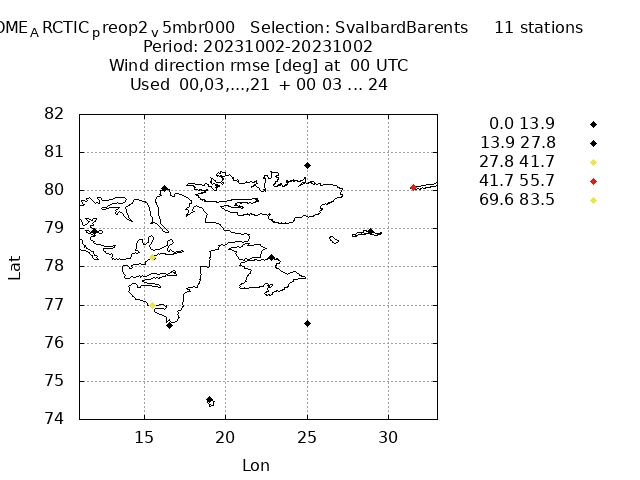 OME A RCTIC p reop2 v 5mbr000 Selection: SvalbardBarents 11 stations
Period: 20231002-20231002
Wind direction rmse [deg] at 00 UTC
Used 00,03,...,21 + 00 03 ... 24
82
81
80
79
78
77
76
75
74
Lat
15 20 25 30
Lon
0.0 13.9
13.9 27.8
27.8 41.7
41.7 55.7
69.6 83.5